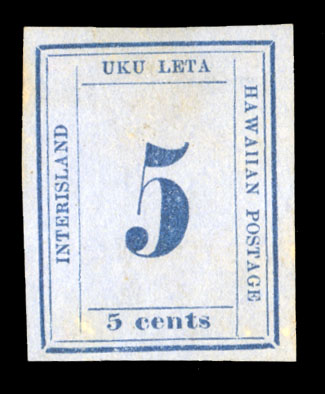 UKU LETA
INTERISLAND
5
HAWAIIAN POSTAGE
5 cents